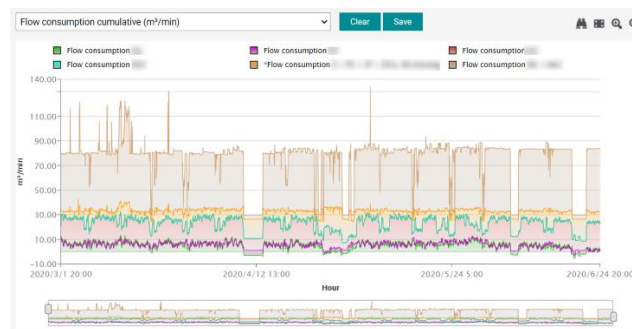 Flow consumption cumulative (m³/min)
Clear
Save
Flow consumption
Flow consumption
Flow consumption
Flow consumption
*Flow consumption
Flow consumption
140.00
110.00
90.00
70.00
50.00
30.00
10.00
-10.00
m³/min
2020/3/1 20:00
2020/4/12 13:00
2020/5/24 5:00
2020/6/24 20:00
Hour